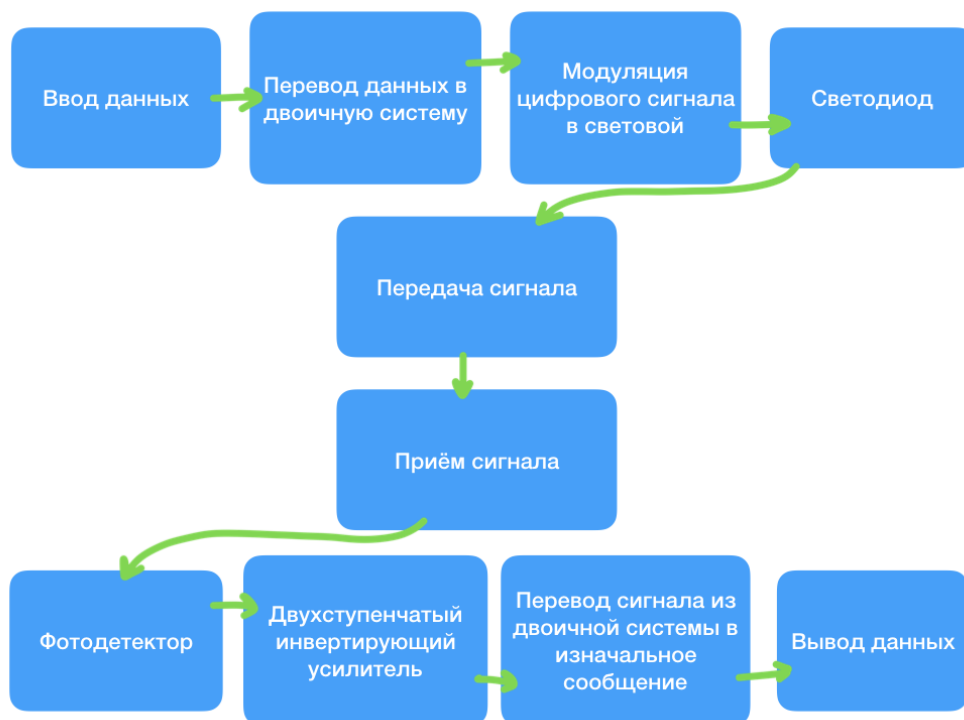 Ввод данных
Перевод данных в
двоичную систему
Модуляция
цифрового сигнала
в световой
Светодиод
Передача сигнала
Приём сигнала
Фотодетектор
Двухступенчатый
инвертирующий
усилитель
Перевод сигнала из
двоичной системы в
изначальное
сообщение
Вывод данных